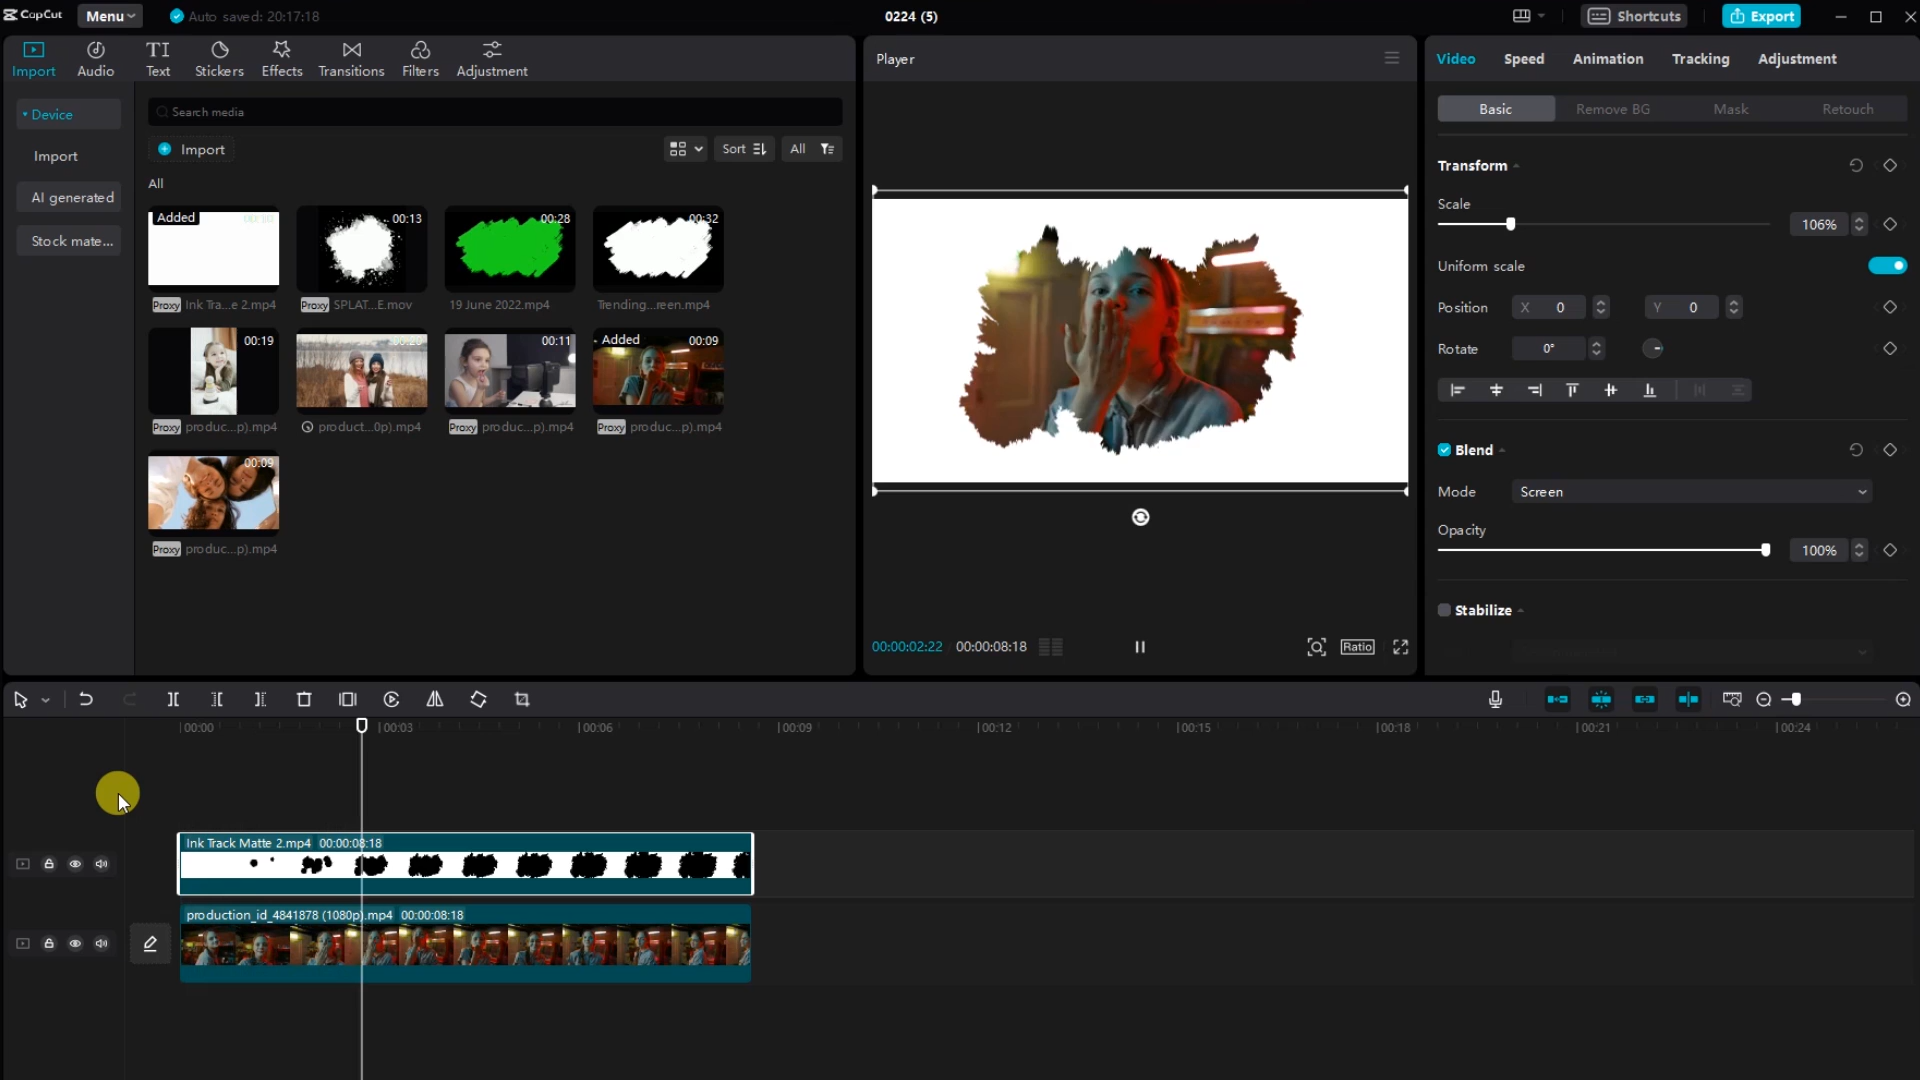 CapCut
Menu
Auto saved: 20:17:18
0224 (5)
Shortcuts
Export
Import
Audio
TI
Text
Stickers
Effects
Transitions
Filters
Adjustment
Device
Import
AI generated
Stock mate...
Search media
Import
Sort
All
All
Added
Proxy Ink Tra...e 2.mp4
00:13
Proxy SPLAT...E.mov
00:28
19 June 2022.mp4
00:32
Trending...reen.mp4
00:19
Proxy produc...p).mp4
product...0p).mp4
00:11
Proxy produc...p).mp4
Added 00:09
Proxy produc...p).mp4
00:09
Proxy produc...p).mp4
Player
00:00:02:22 00:00:08:18
Ratio
Video
Speed
Animation
Tracking
Adjustment
Basic
Remove BG
Mask
Retouch
Transform
Scale
106%
Uniform scale
Position X 0 Y 0
Rotate 0°
Blend
Mode Screen
Opacity
100%
Stabilize
00:00
00:03
00:06
00:09
00:12
00:15
00:18
00:21
00:24
Ink Track Matte 2.mp4 00:00:08:18
production_id_4841878 (1080p).mp4 00:00:08:18